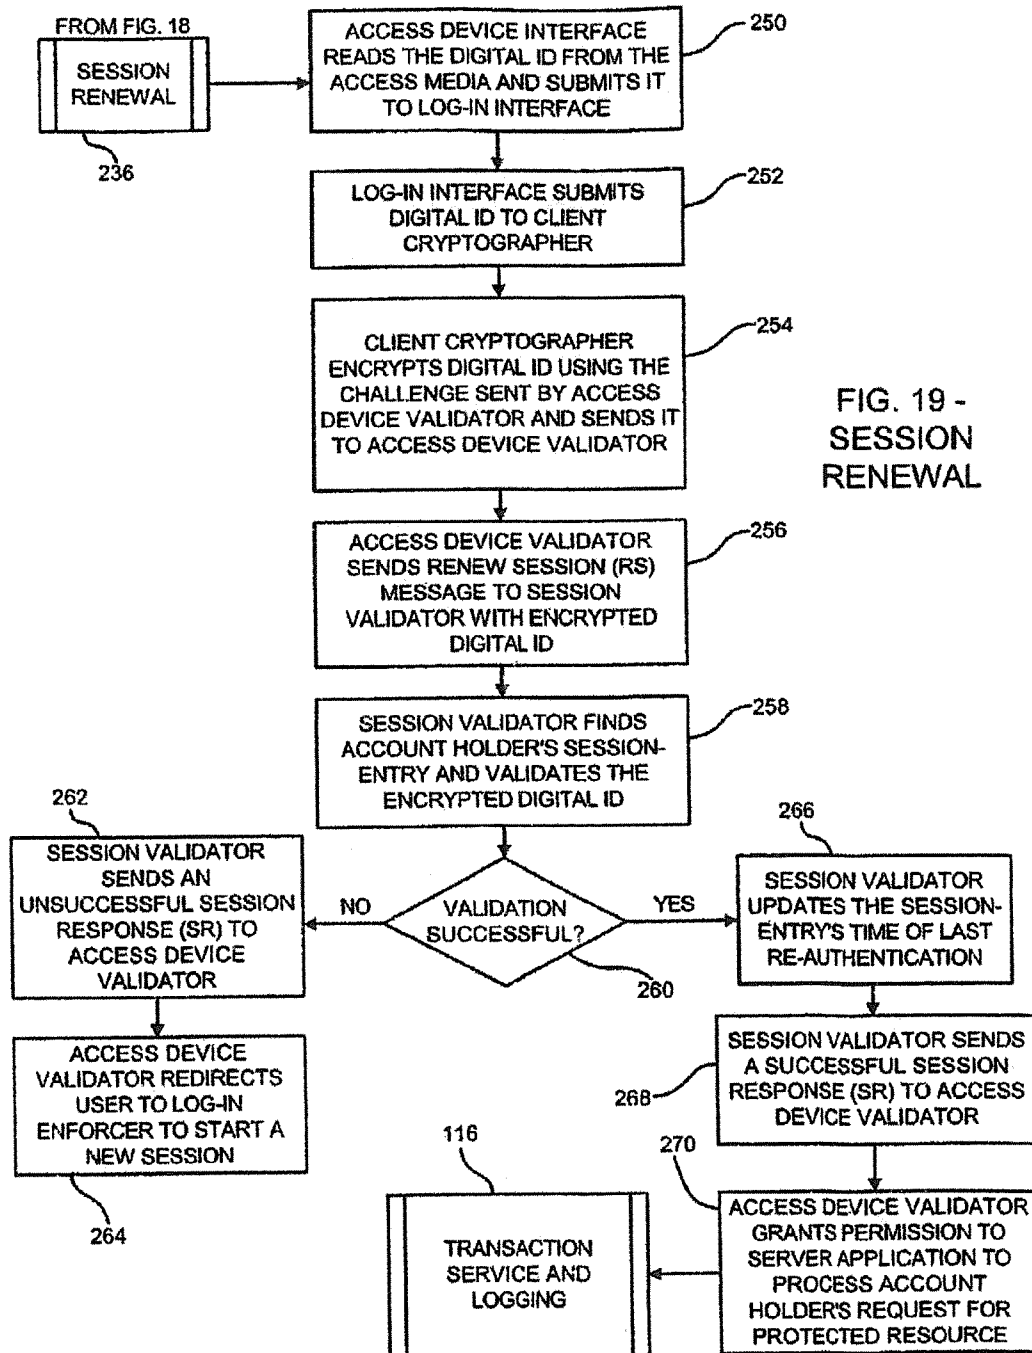 FROM FIG. 18
SESSION
RENEWAL
236
ACCESS DEVICE INTERFACE
READS THE DIGITAL ID FROM THE
ACCESS MEDIA AND SUBMITS IT
TO LOG-IN INTERFACE
250
LOG-IN INTERFACE SUBMITS
DIGITAL ID TO CLIENT
CRYPTOGRAPHER
252
CLIENT CRYPTOGRAPHER
ENCRYPTS DIGITAL ID USING THE
CHALLENGE SENT BY ACCESS
DEVICE VALIDATOR AND SENDS IT
TO ACCESS DEVICE VALIDATOR
254
FIG. 19 -
SESSION
RENEWAL
ACCESS DEVICE VALIDATOR
SENDS RENEW SESSION (RS)
MESSAGE TO SESSION
VALIDATOR WITH ENCRYPTED
DIGITAL ID
256
SESSION VALIDATOR FINDS
ACCOUNT HOLDER'S SESSION-
ENTRY AND VALIDATES THE
ENCRYPTED DIGITAL ID
258
VALIDATION
SUCCESSFUL?
260
NO
YES
262
SESSION VALIDATOR
SENDS AN
UNSUCCESSFUL SESSION
RESPONSE (SR) TO
ACCESS DEVICE
VALIDATOR
ACCESS DEVICE
VALIDATOR REDIRECTS
USER TO LOG-IN
ENFORCER TO START A
NEW SESSION
264
266
SESSION VALIDATOR
UPDATES THE SESSION-
ENTRY'S TIME OF LAST
RE-AUTHENTICATION
SESSION VALIDATOR SENDS
A SUCCESSFUL SESSION
RESPONSE (SR) TO ACCESS
DEVICE VALIDATOR
268
270
ACCESS DEVICE VALIDATOR
GRANTS PERMISSION TO
SERVER APPLICATION TO
PROCESS ACCOUNT
HOLDER'S REQUEST FOR
PROTECTED RESOURCE
116
TRANSACTION
SERVICE AND
LOGGING